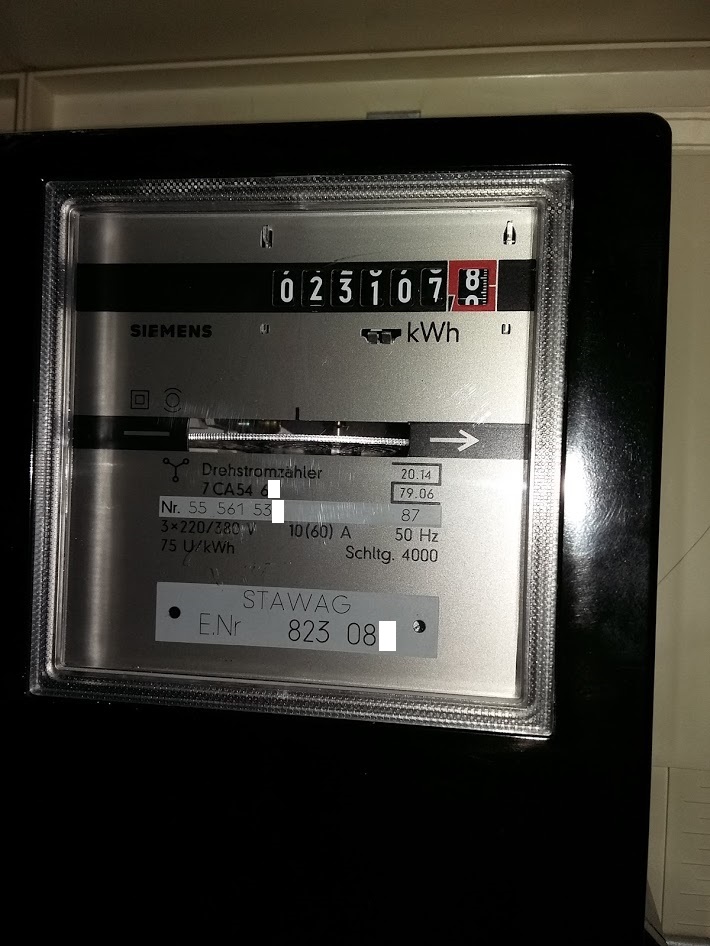 023107,8
SIEMENS kWh
Drehstromzähler 20.14
7CA54 6 79.06
Nr. 55 561 53 87
3×220/380 V 10(60) A 50 Hz
75 U/kWh Schltg. 4000
STAWAG
E.Nr 823 08